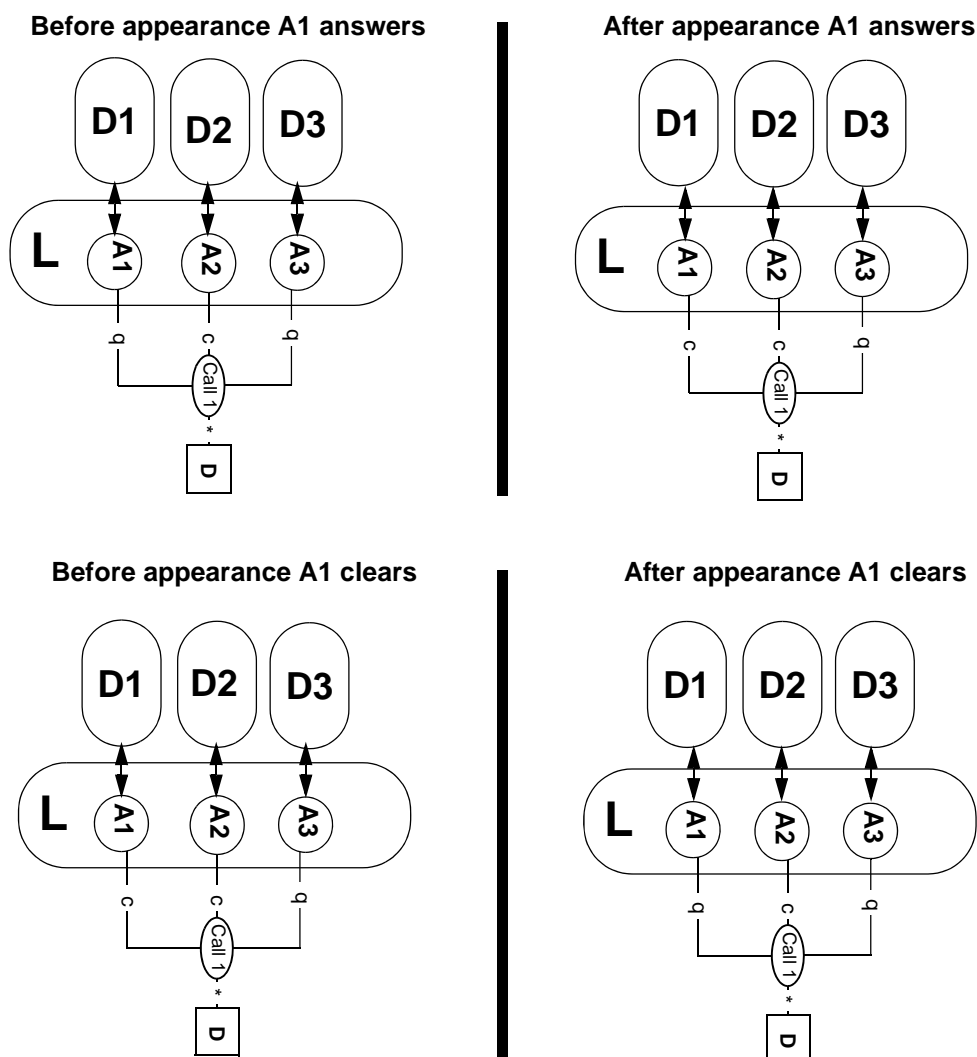 Before appearance A1 answers
D1 D2 D3
L A1 A2 A3
q c q
Call 1
*
D
After appearance A1 answers
D1 D2 D3
L A1 A2 A3
c c q
Call 1
*
D
Before appearance A1 clears
D1 D2 D3
L A1 A2 A3
c c q
Call 1
*
D
After appearance A1 clears
D1 D2 D3
L A1 A2 A3
q c q
Call 1
*
D